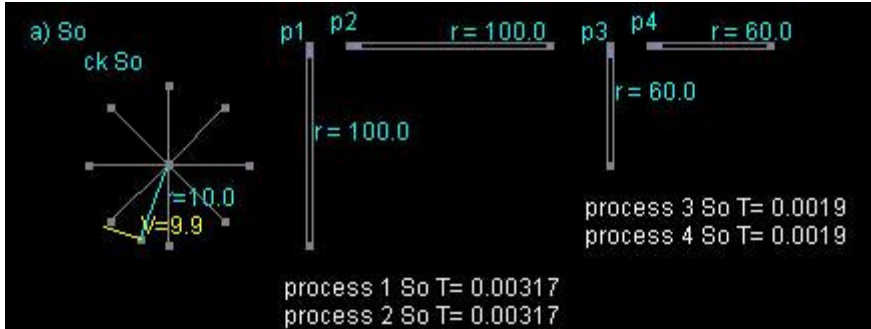 a) So
ck So
r=10.0
V=9.9
p1
p2
r = 100.0
r = 100.0
p3
p4
r = 60.0
r = 60.0
process 1 So T= 0.00317
process 2 So T= 0.00317
process 3 So T= 0.0019
process 4 So T= 0.0019